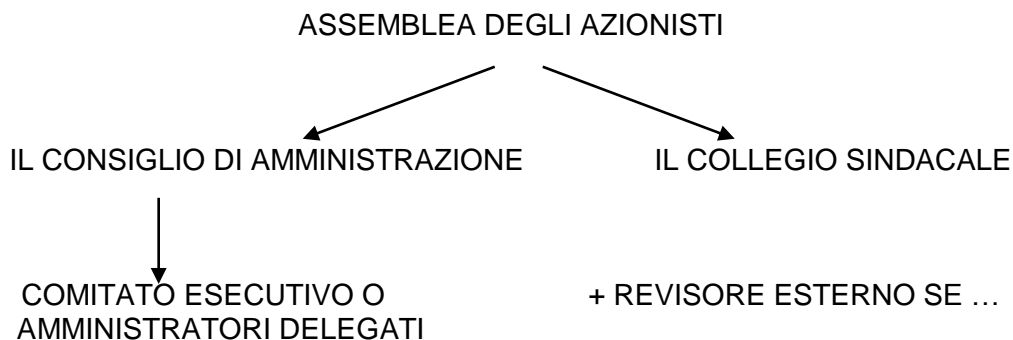 ASSEMBLEA DEGLI AZIONISTI
IL CONSIGLIO DI AMMINISTRAZIONE
IL COLLEGIO SINDACALE
COMITATO ESECUTIVO O
AMMINISTRATORI DELEGATI
+ REVISORE ESTERNO SE …